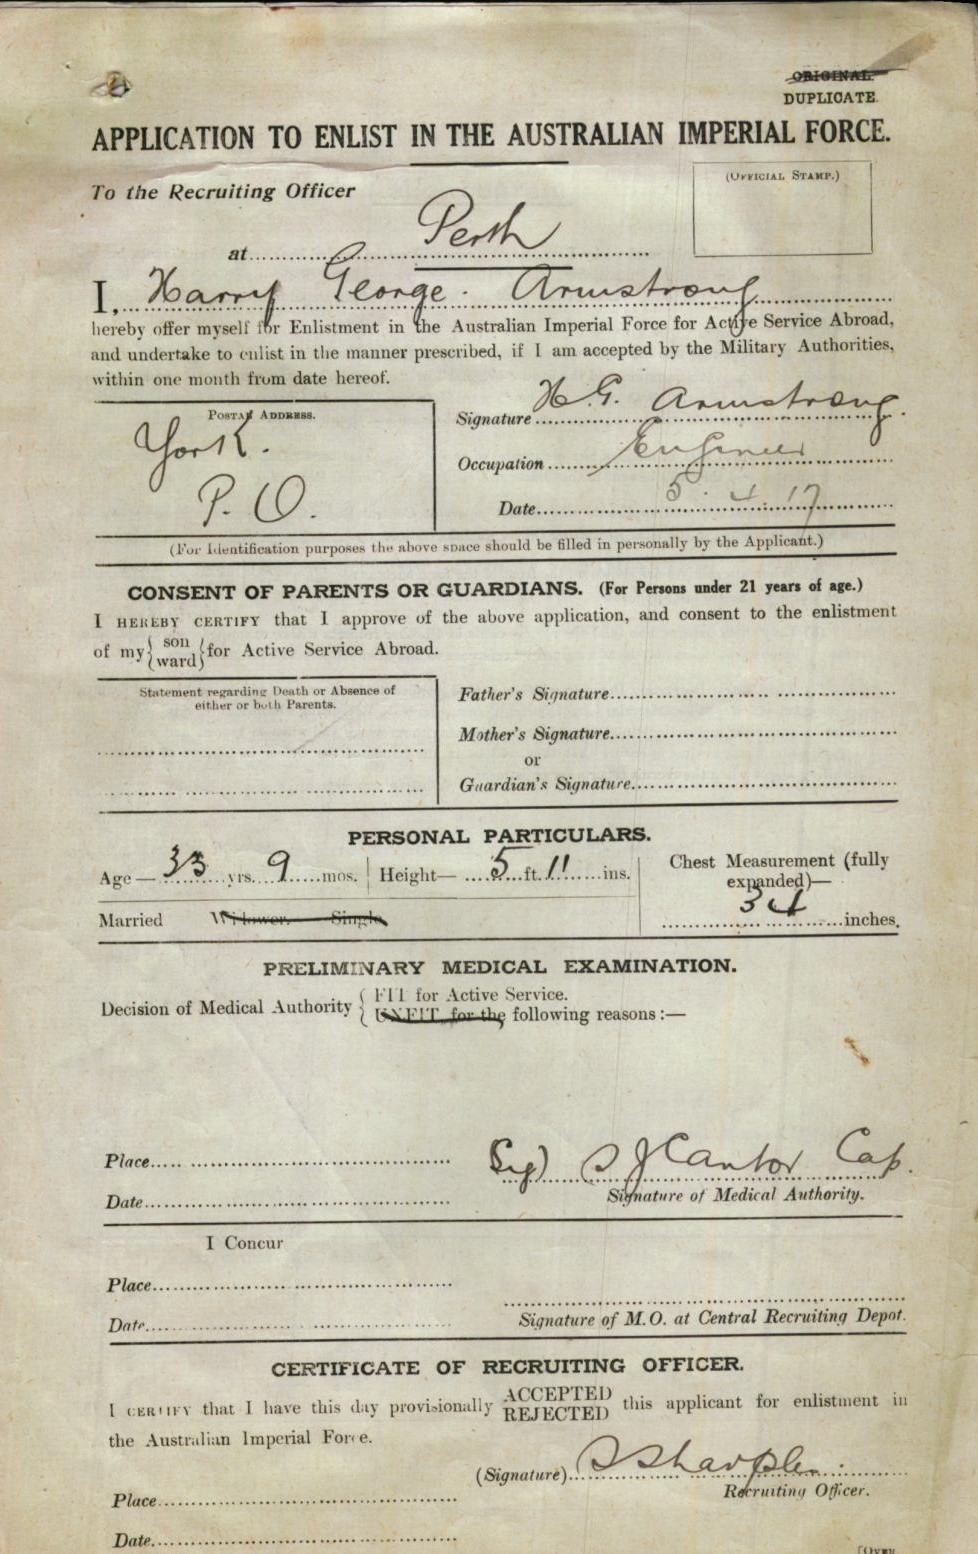 ORIGINAL
DUPLICATE.
APPLICATION TO ENLIST IN THE AUSTRALIAN IMPERIAL FORCE.
To the Recruiting Officer
(OFFICIAL STAMP.)
at Perth
I, Harry George Armstrong
hereby offer myself for Enlistment in the Australian Imperial Force for Active Service Abroad,
and undertake to enlist in the manner prescribed, if I am accepted by the Military Authorities,
within one month from date hereof.
POSTAL ADDRESS.
York.
P. O.
Signature H. G. Armstrong.
Occupation Engineer
Date 5. 4. 17
(For Identification purposes the above space should be filled in personally by the Applicant.)
CONSENT OF PARENTS OR GUARDIANS. (For Persons under 21 years of age.)
I HEREBY CERTIFY that I approve of the above application, and consent to the enlistment
of my {son ward} for Active Service Abroad.
Statement regarding Death or Absence of
either or both Parents.
Father's Signature
Mother's Signature
or
Guardian's Signature
PERSONAL PARTICULARS.
Age— 33 yrs. 9 mos. Height— 5 ft. 11 ins.
Chest Measurement (fully
expanded)—
34 inches.
Married Widower. Single.
PRELIMINARY MEDICAL EXAMINATION.
Decision of Medical Authority { FIT for Active Service.
UNFIT for the following reasons:—
Place
Date
(Sig) S J Cantor Cap.
Signature of Medical Authority.
I Concur
Place
Date
Signature of M.O. at Central Recruiting Depot.
CERTIFICATE OF RECRUITING OFFICER.
I CERTIFY that I have this day provisionally ACCEPTED REJECTED this applicant for enlistment in
the Australian Imperial Force.
(Signature)
Recruiting Officer.
Place
Date
[OVER